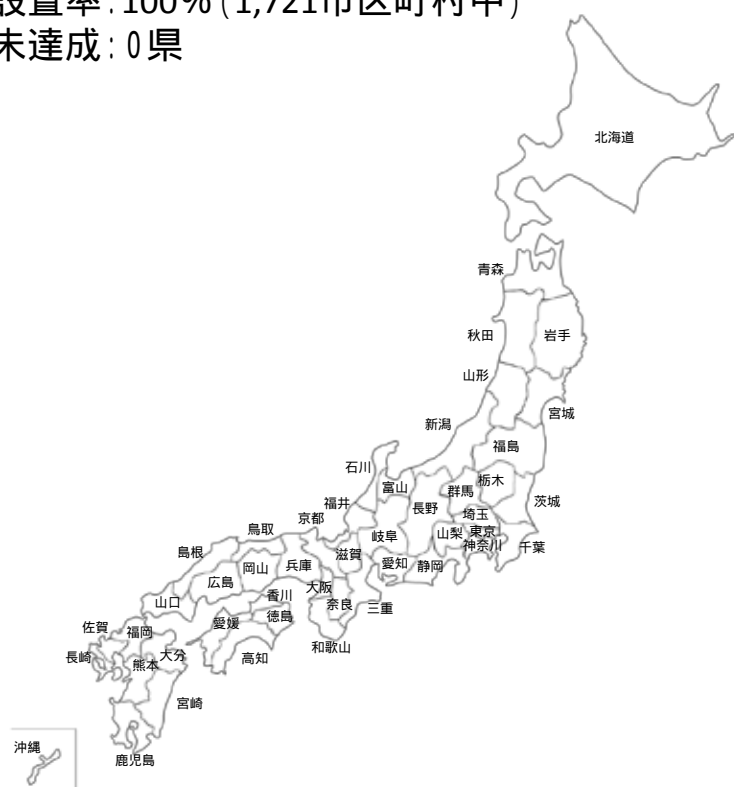 設置率：100％（1,721市区町村中）
未達成：0県
北海道
青森
秋田
岩手
山形
宮城
新潟
福島
石川
富山
群馬
栃木
福井
長野
茨城
埼玉
京都
鳥取
岐阜
山梨
東京
神奈川
千葉
島根
滋賀
愛知
静岡
岡山
兵庫
広島
大阪
山口
香川
奈良
三重
佐賀
福岡
愛媛
徳島
和歌山
長崎
熊本
大分
高知
宮崎
沖縄
鹿児島